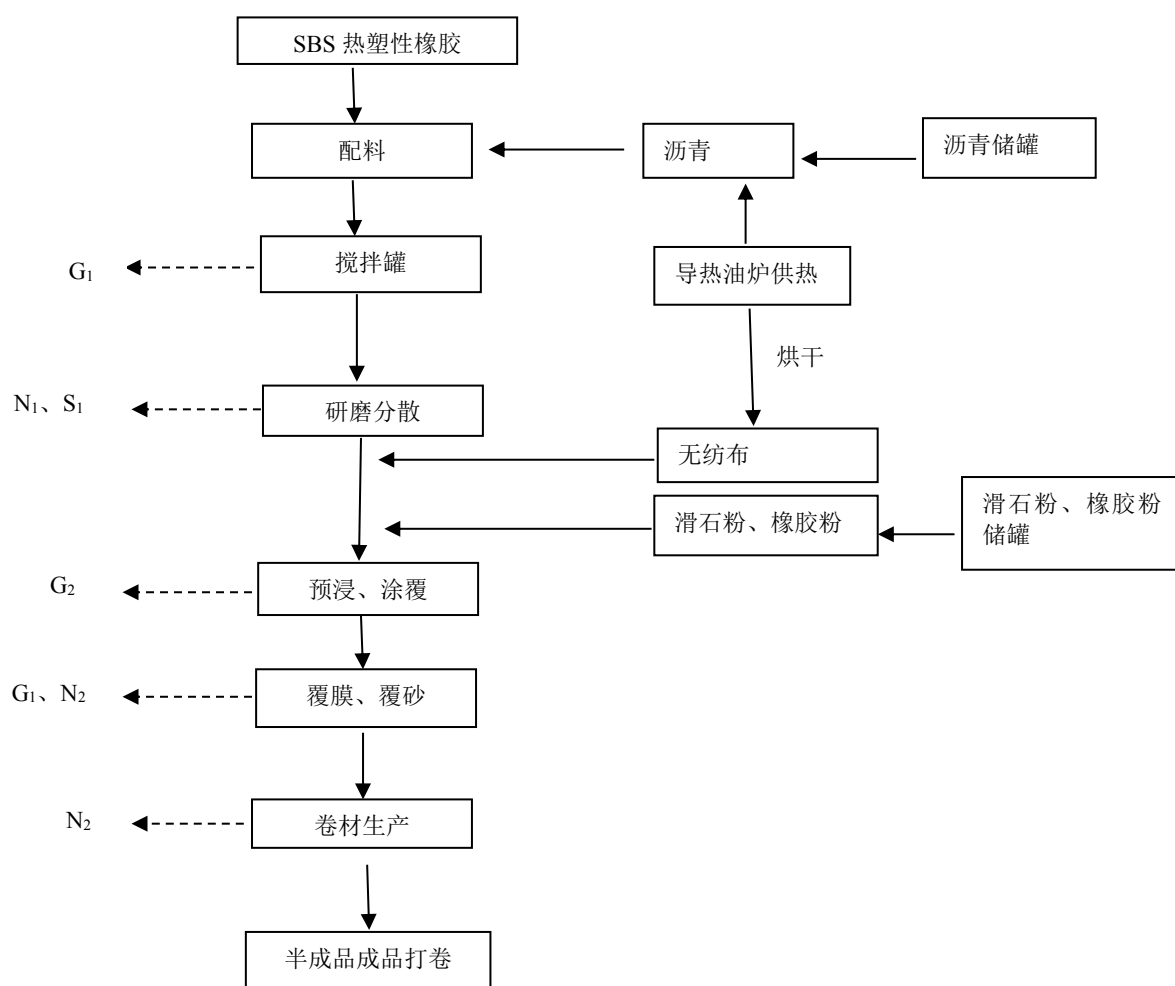 SBS 热塑性橡胶
配料
沥青
沥青储罐
搅拌罐
G₁
导热油炉供热
烘干
N₁、S₁
研磨分散
无纺布
滑石粉、橡胶粉
滑石粉、橡胶粉
储罐
G₂
预浸、涂覆
G₁、N₂
覆膜、覆砂
N₂
卷材生产
半成品成品打卷